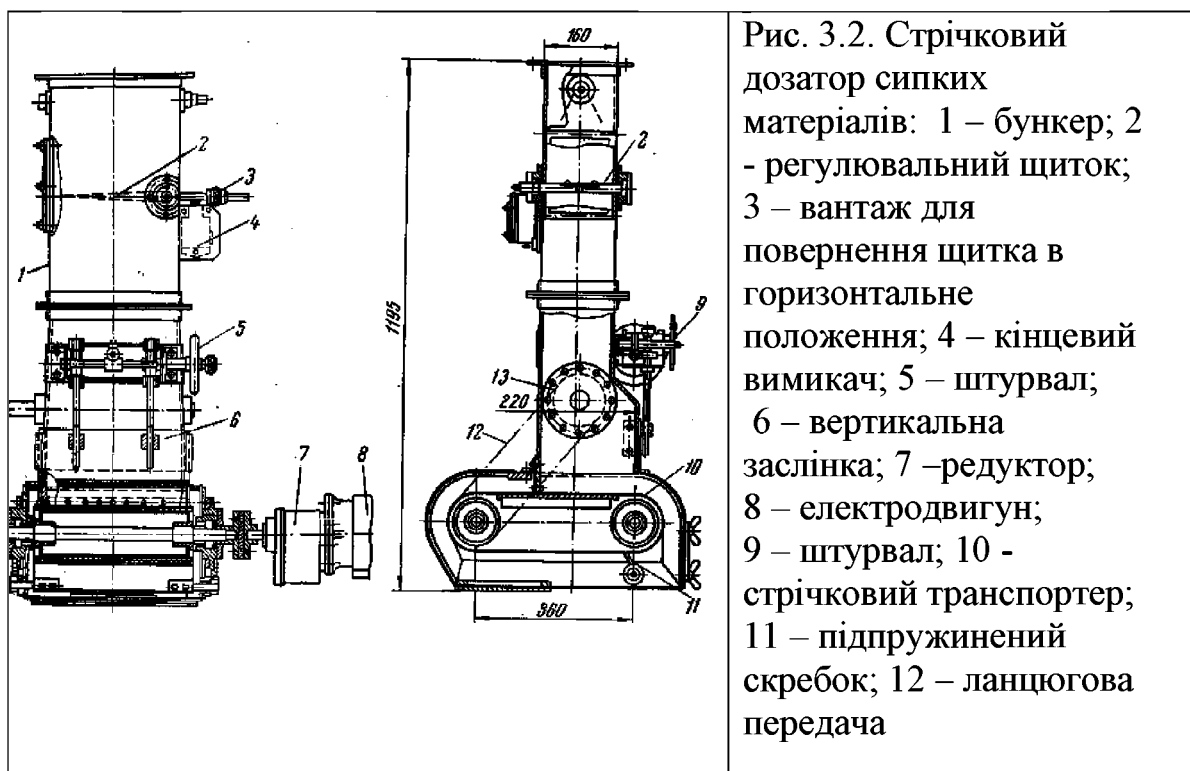 160
2
2
3
4
1
1195
9
5
13
220
12
6
7
8
10
11
360
Рис. 3.2. Стрічковий
дозатор сипких
матеріалів: 1 – бункер; 2
- регулювальний щиток;
3 – вантаж для
повернення щитка в
горизонтальне
положення; 4 – кінцевий
вимикач; 5 – штурвал;
6 – вертикальна
заслінка; 7 –редуктор;
8 – електродвигун;
9 – штурвал; 10 -
стрічковий транспортер;
11 – підпружинений
скребок; 12 – ланцюгова
передача